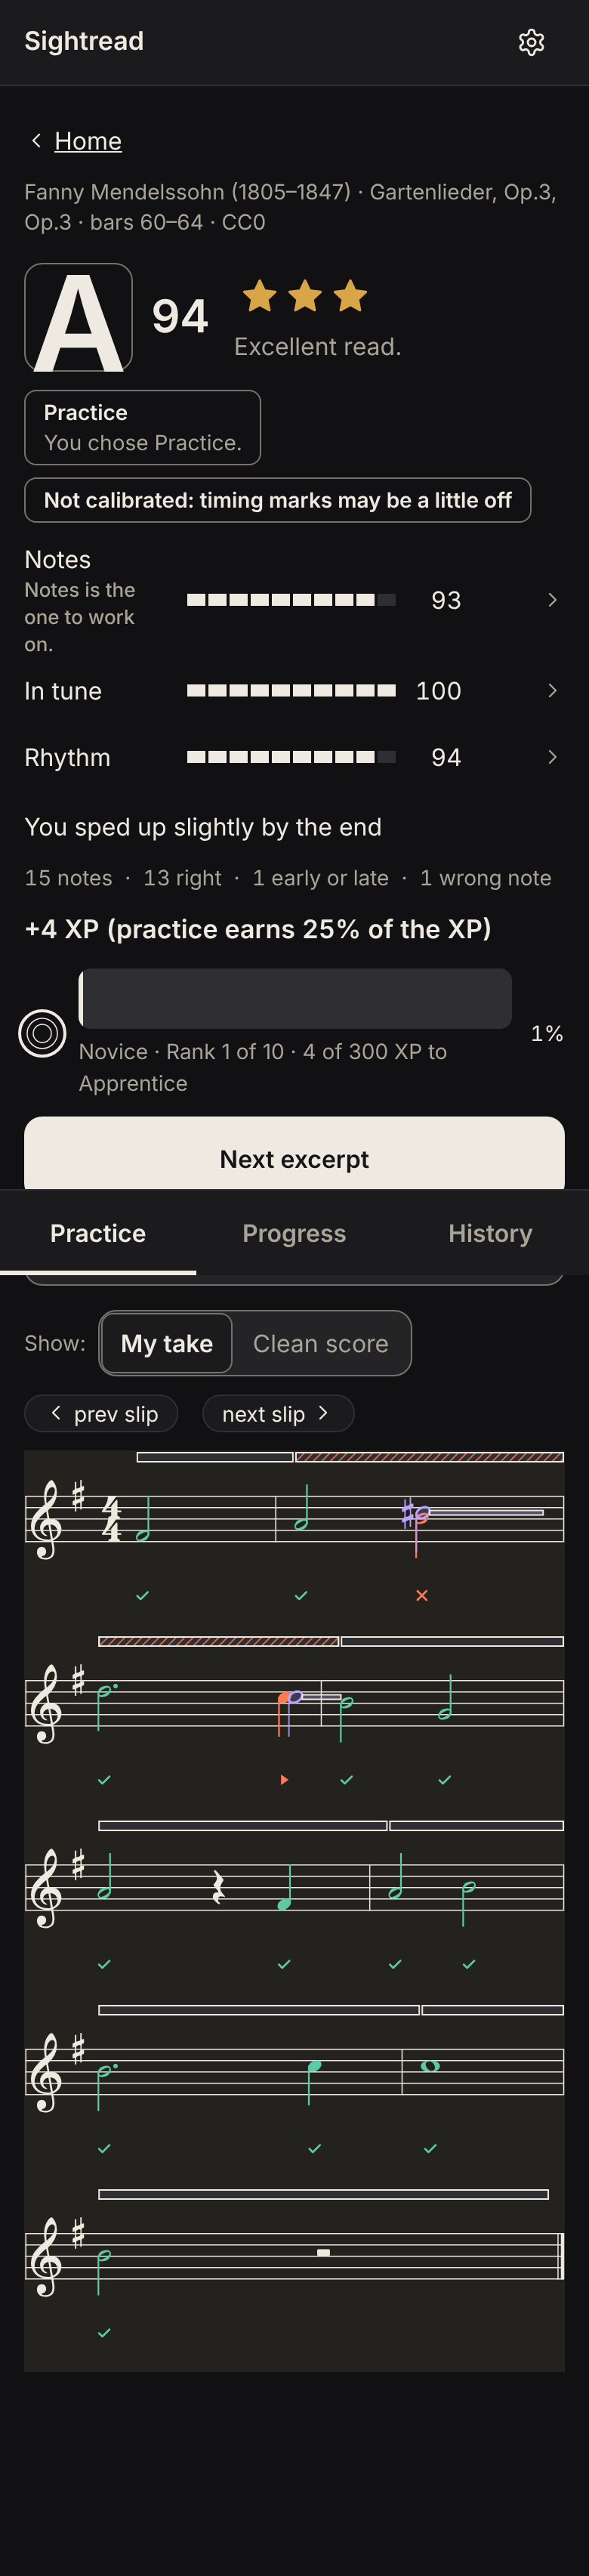 Sightread
Home
Fanny Mendelssohn (1805–1847) · Gartenlieder, Op.3,
Op.3 · bars 60–64 · CC0
A
94
Excellent read.
Practice
You chose Practice.
Not calibrated: timing marks may be a little off
Notes
Notes is the
one to work
on.
93
In tune
100
Rhythm
94
You sped up slightly by the end
15 notes · 13 right · 1 early or late · 1 wrong note
+4 XP (practice earns 25% of the XP)
1%
Novice · Rank 1 of 10 · 4 of 300 XP to
Apprentice
Next excerpt
Practice
Progress
History
Show:
My take
Clean score
prev slip
next slip
4
4